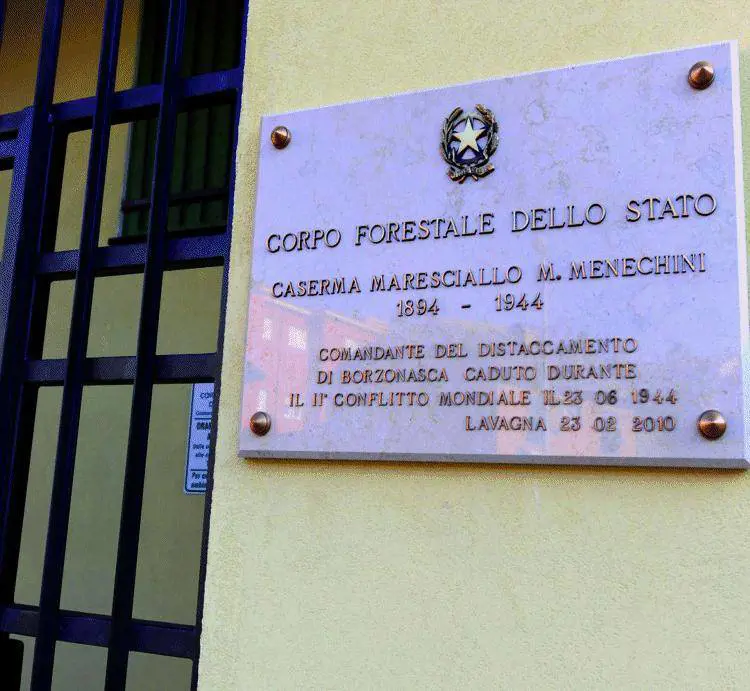 CORPO FORESTALE DELLO STATO
CASERMA MARESCIALLO M. MENECHINI
1894 - 1944
COMANDANTE DEL DISTACCAMENTO
DI BORZONASCA CADUTO DURANTE
IL II° CONFLITTO MONDIALE IL 23 06 1944
LAVAGNA 23 02 2010